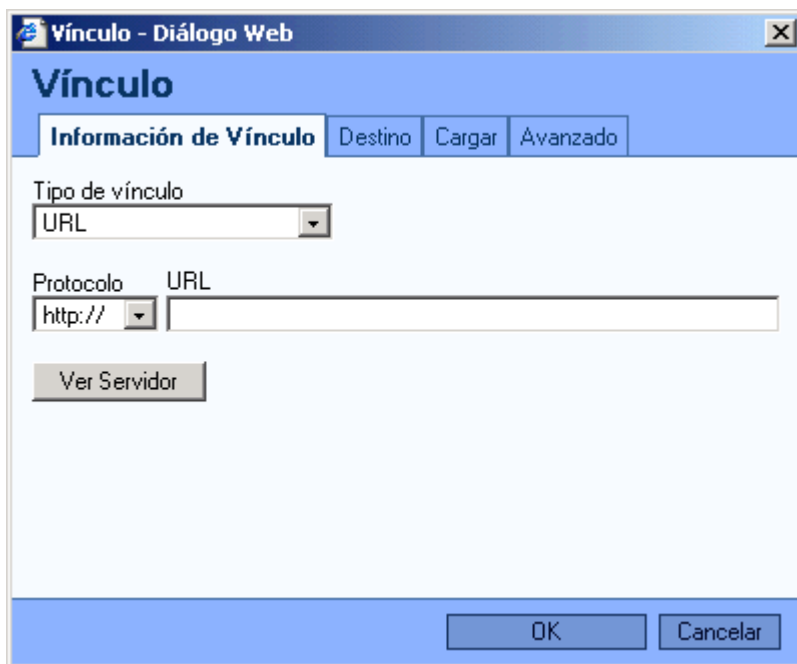 Vínculo - Diálogo Web
Vínculo
Información de Vínculo Destino Cargar Avanzado
Tipo de vínculo
URL
Protocolo URL
http://
Ver Servidor
OK Cancelar